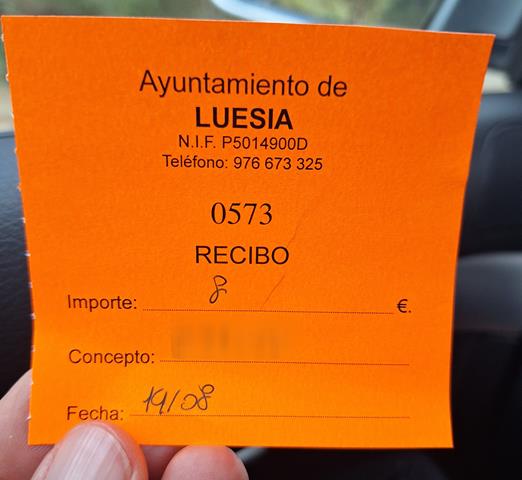 Ayuntamiento de
LUESIA
N.I.F. P5014900D
Teléfono: 976 673 325
0573
RECIBO
Importe: 8 €.
Concepto:
Fecha: 19/08